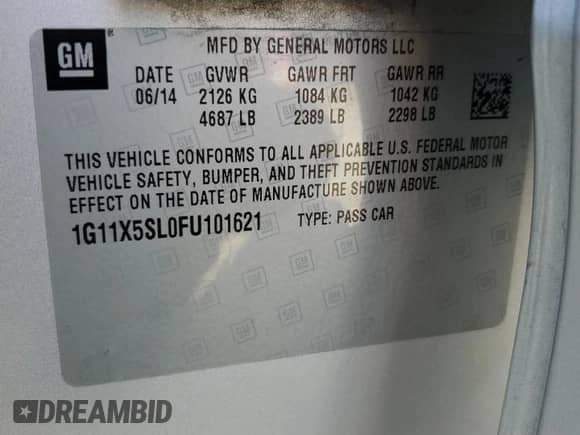 GM ®
MFD BY GENERAL MOTORS LLC
DATE GVWR GAWR FRT GAWR RR
06/14 2126 KG 1084 KG 1042 KG
4687 LB 2389 LB 2298 LB
THIS VEHICLE CONFORMS TO ALL APPLICABLE U.S. FEDERAL MOTOR
VEHICLE SAFETY, BUMPER, AND THEFT PREVENTION STANDARDS IN
EFFECT ON THE DATE OF MANUFACTURE SHOWN ABOVE.
1G11X5SL0FU101621 TYPE: PASS CAR
DREAMBID